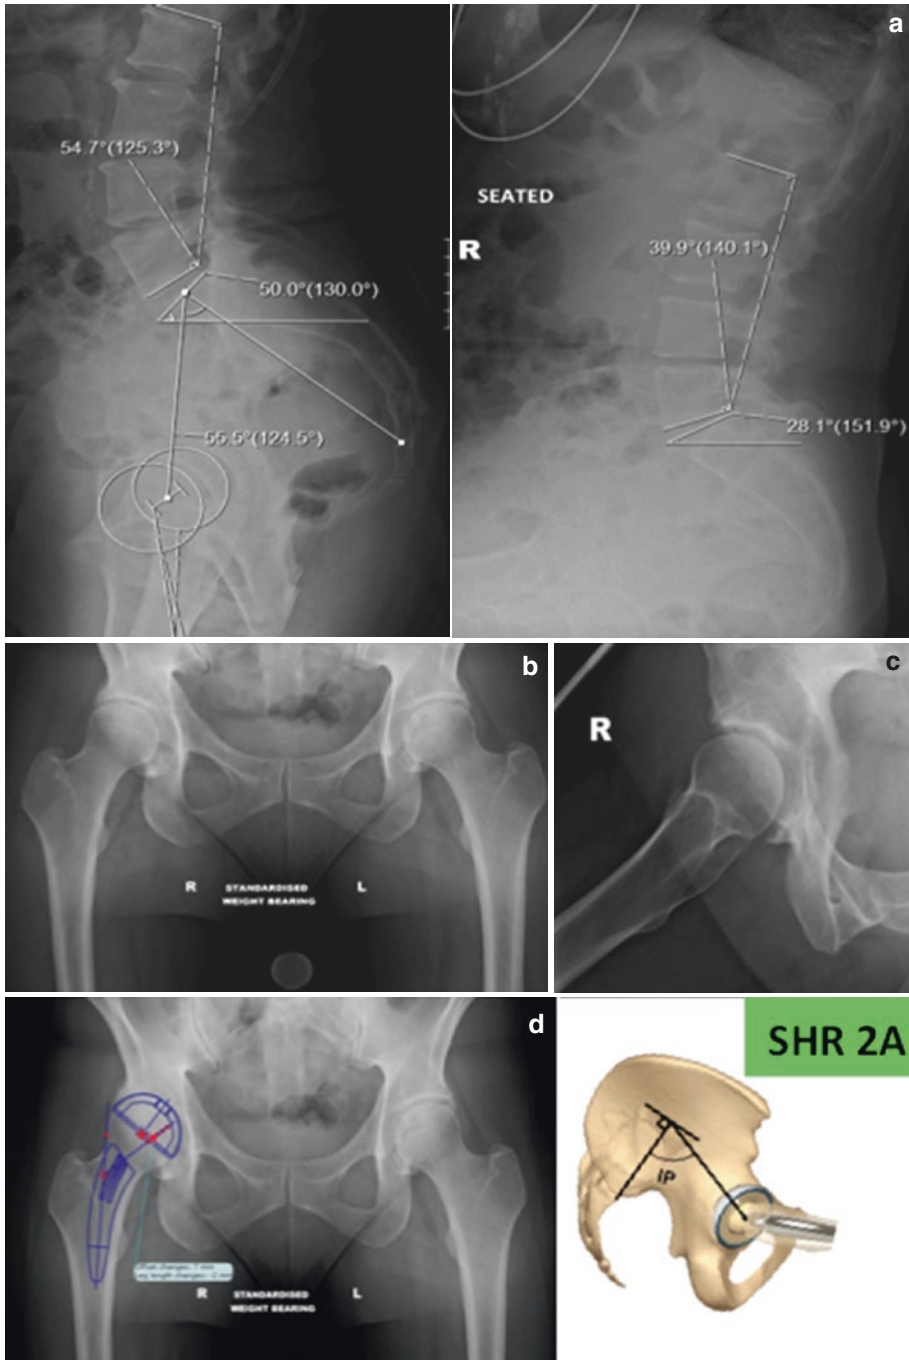 a
54.7°(125.3°)
50.0°(130.0°)
55.5°(124.5°)
SEATED
R
39.9°(140.1°)
28.1°(151.9°)
b
R STANDARDISED L
WEIGHT BEARING
c
R
d
R STANDARDISED L
WEIGHT BEARING
SHR 2A
IP